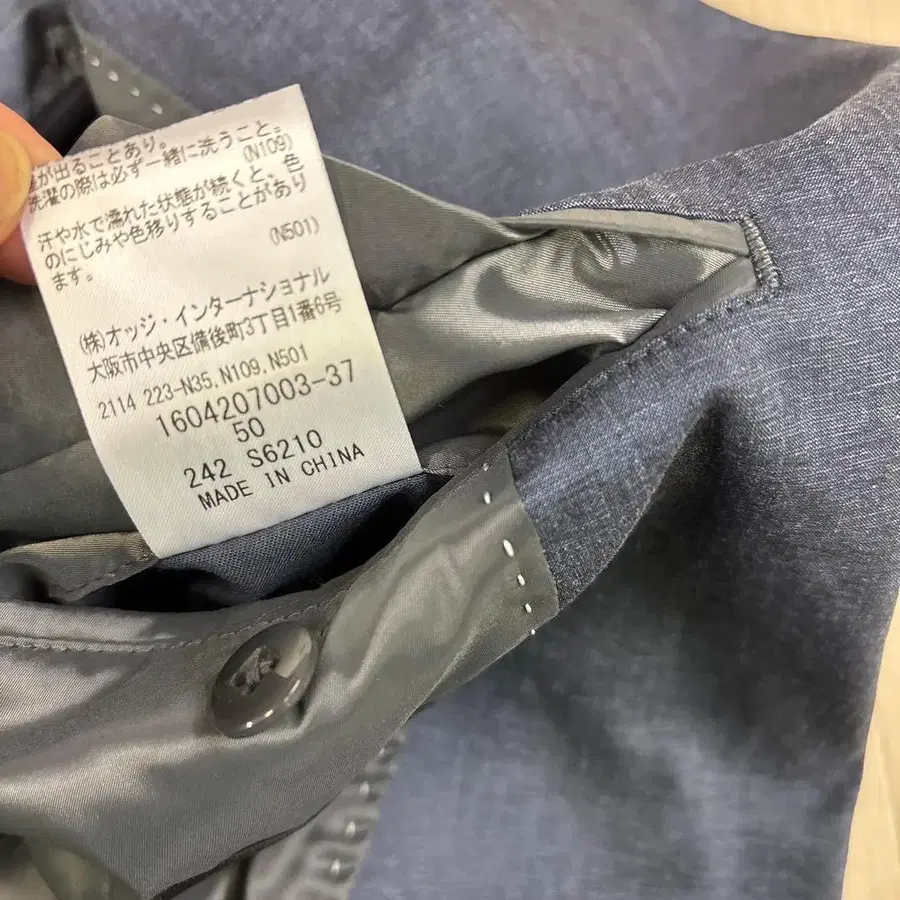 が出ることあり。
洗濯の際は必ず一緒に洗うこと。
(N109)
汗や水で濡れた状態が続くと、色
のにじみや色移りすることがあり
ます。
(N501)
(株)オッジ・インターナショナル
大阪市中央区備後町3丁目1番6号
2114 223-N35, N109, N501
1604207003-37
50
242 S6210
MADE IN CHINA